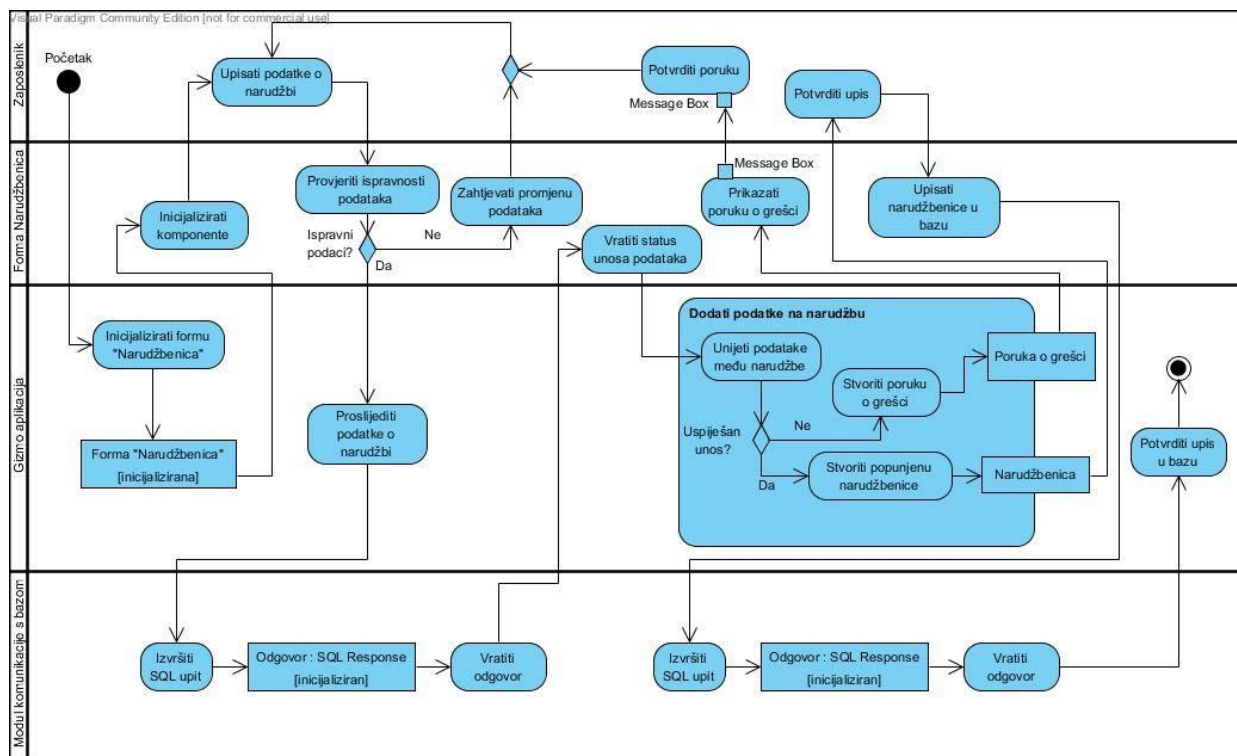 Visual Paradigm Community Edition [not for commercial use]
Zaposlenik
Početak
Upisati podatke o
narudžbi
Potvrditi poruku
Message Box
Potvrditi upis
Forma Narudžbenica
Inicijalizirati
komponente
Provjeriti ispravnosti
podataka
Ispravni
podaci?
Ne
Da
Zahtjevati promjenu
podataka
Vratiti status
unosa podataka
Message Box
Prikazati
poruku o grešci
Upisati
narudžbenice u
bazu
Gizmo aplikacija
Inicijalizirati formu
"Narudžbenica"
Forma "Narudžbenica"
[inicijalizirana]
Proslijediti
podatke o
narudžbi
Dodati podatke na narudžbu
Unijeti podatake
među narudžbe
Uspiješan
unos?
Ne
Da
Stvoriti poruku
o grešci
Poruka o grešci
Stvoriti popunjenu
narudžbenice
Narudžbenica
Potvrditi upis
u bazu
Modul komunikacije s bazom
Izvršiti
SQL upit
Odgovor : SQL Response
[inicijaliziran]
Vratiti
odgovor
Izvršiti
SQL upit
Odgovor : SQL Response
[inicijaliziran]
Vratiti
odgovor